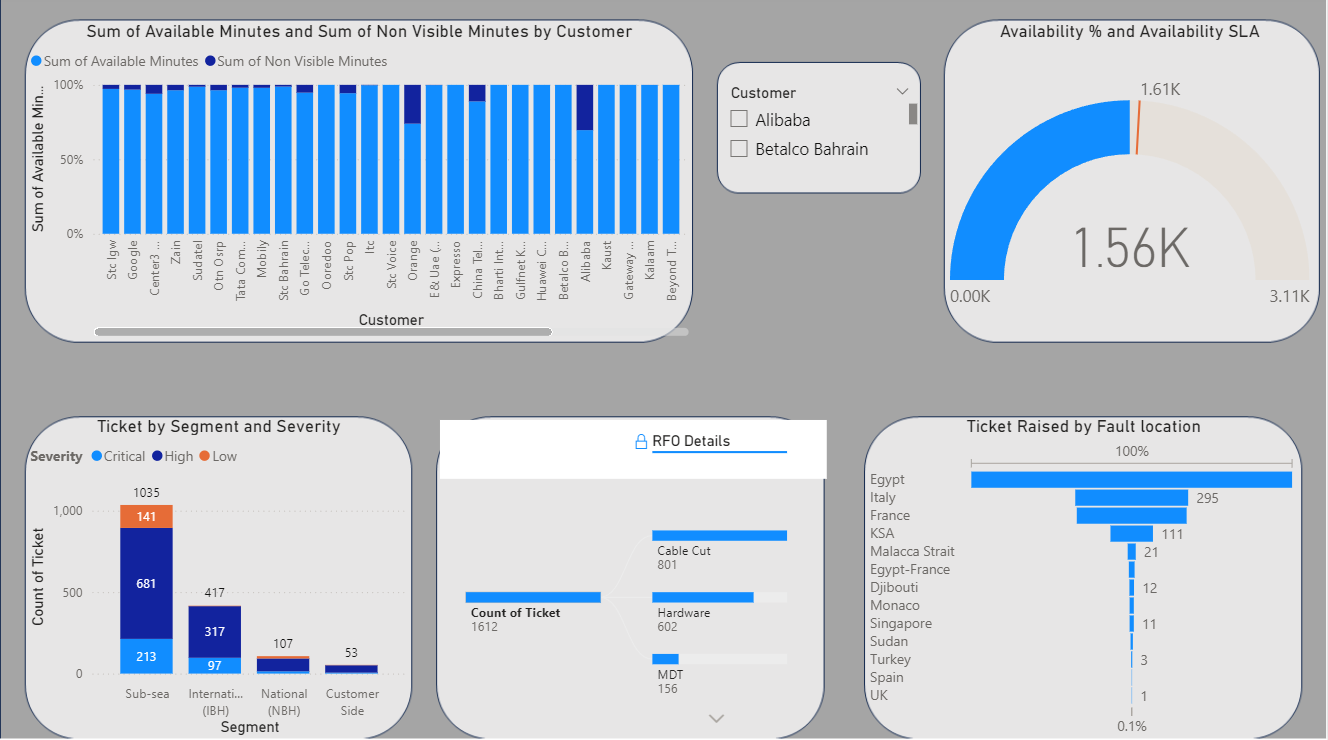 Sum of Available Minutes and Sum of Non Visible Minutes by Customer
Sum of Available Minutes Sum of Non Visible Minutes
Sum of Available Min...
100%
50%
0%
Stc Igw
Google
Center3 ...
Zain
Sudatel
Otn Osrp
Tata Com...
Mobily
Stc Bahrain
Go Telec...
Ooredoo
Stc Pop
Itc
Stc Voice
Orange
E& Uae (...
Expresso
China Tel...
Bharti Int...
Gulfnet K...
Huawei C...
Betalco B...
Alibaba
Kaust
Gateway ...
Kalaam
Beyond T...
Customer
Customer
Alibaba
Betalco Bahrain
Availability % and Availability SLA
1.61K
1.56K
0.00K
3.11K
Ticket by Segment and Severity
Severity Critical High Low
Count of Ticket
1,000
500
0
1035
141
681
213
417
317
97
107
53
Sub-sea
Internati...
(IBH)
National
(NBH)
Customer
Side
Segment
RFO Details
Count of Ticket
1612
Cable Cut
801
Hardware
602
MDT
156
Ticket Raised by Fault location
100%
Egypt
Italy 295
France
KSA 111
Malacca Strait 21
Egypt-France
Djibouti 12
Monaco
Singapore 11
Sudan
Turkey 3
Spain
UK 1
0.1%